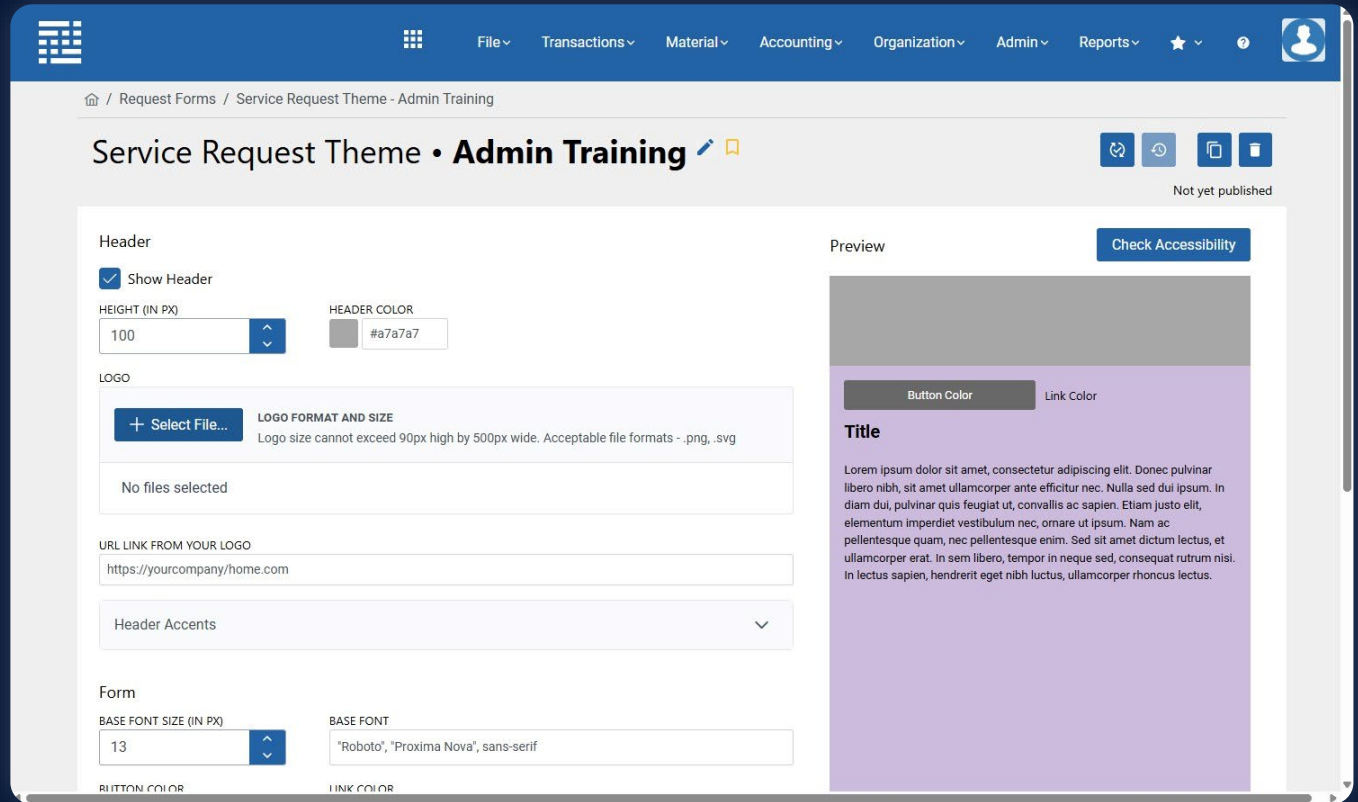 File Transactions Material Accounting Organization Admin Reports
/ Request Forms / Service Request Theme - Admin Training
Service Request Theme • Admin Training
Not yet published
Header
Show Header
HEIGHT (IN PX) HEADER COLOR
100 #a7a7a7
LOGO
+ Select File...
LOGO FORMAT AND SIZE
Logo size cannot exceed 90px high by 500px wide. Acceptable file formats - .png, .svg
No files selected
URL LINK FROM YOUR LOGO
https://yourcompany/home.com
Header Accents
Form
BASE FONT SIZE (IN PX) BASE FONT
13 "Roboto", "Proxima Nova", sans-serif
BUTTON COLOR LINK COLOR
Preview
Check Accessibility
Button Color Link Color
Title
Lorem ipsum dolor sit amet, consectetur adipiscing elit. Donec pulvinar
libero nibh, sit amet ullamcorper ante efficitur nec. Nulla sed dui ipsum. In
diam dui, pulvinar quis feugiat ut, convallis ac sapien. Etiam justo elit,
elementum imperdiet vestibulum nec, ornare ut ipsum. Nam ac
pellentesque quam, nec pellentesque enim. Sed sit amet dictum lectus, et
ullamcorper erat. In sem libero, tempor in neque sed, consequat rutrum nisi.
In lectus sapien, hendrerit eget nibh luctus, ullamcorper rhoncus lectus.